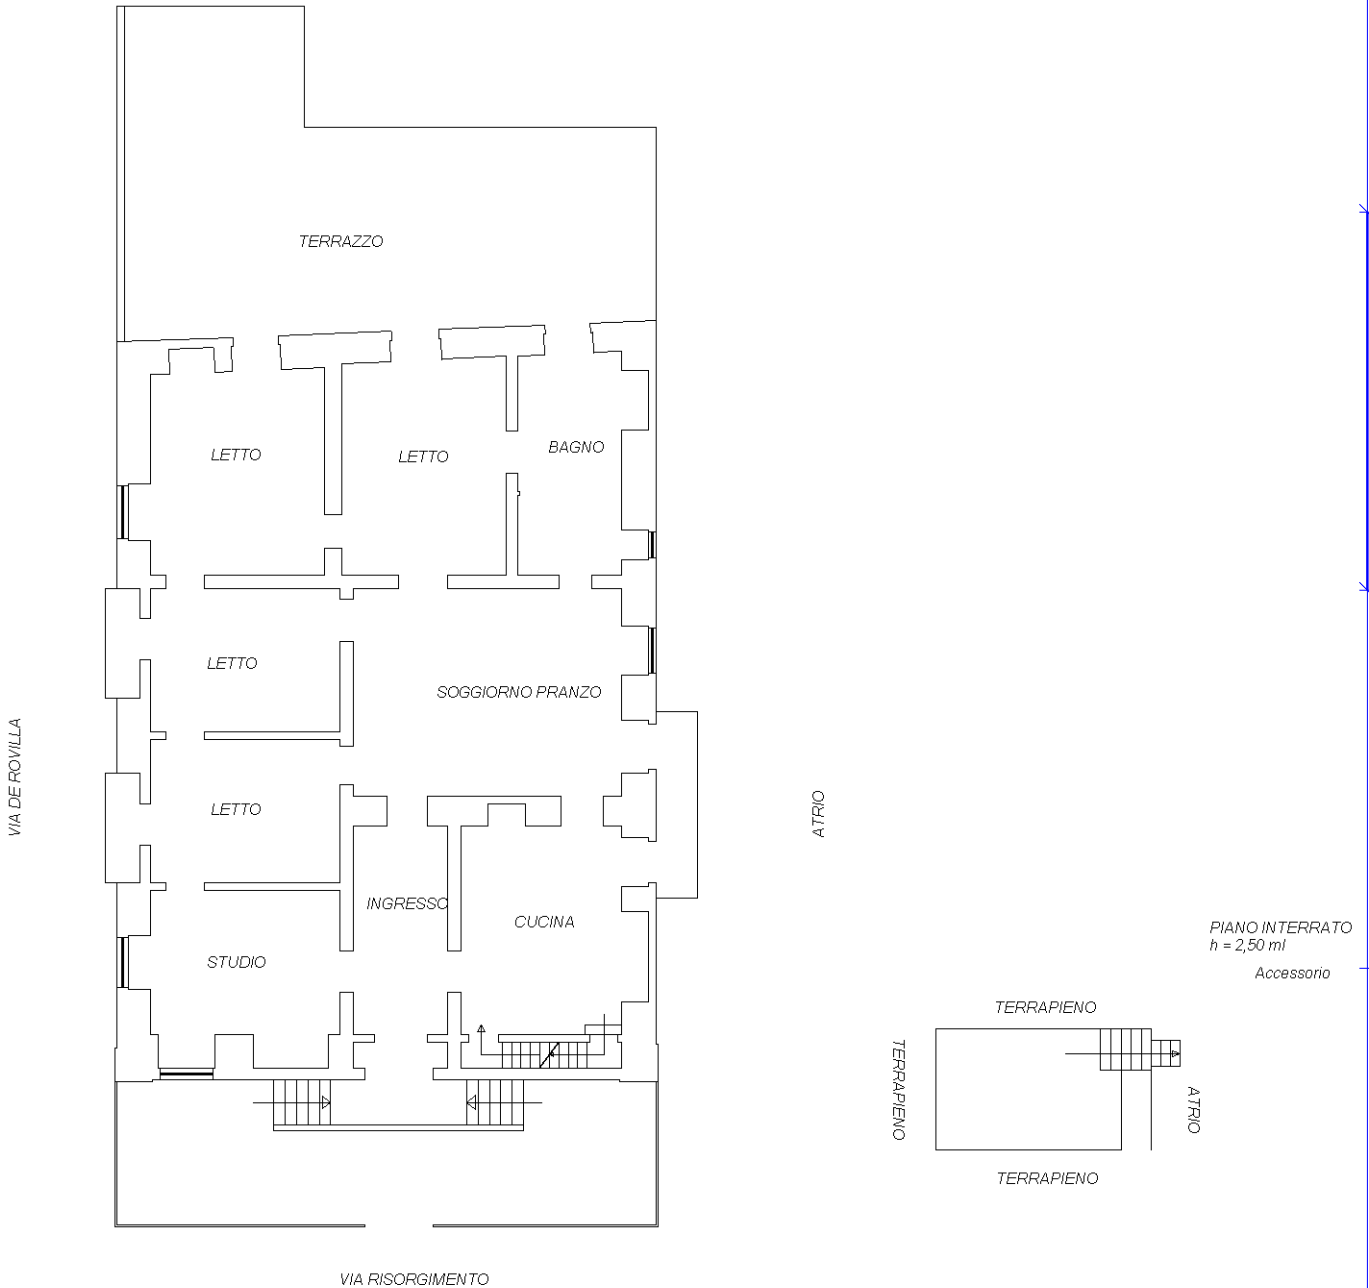 TERRAZZO
LETTO
LETTO
BAGNO
LETTO
SOGGIORNO PRANZO
VIA DE ROVILLA
LETTO
ATRIO
INGRESSO
CUCINA
STUDIO
VIA RISORGIMENTO
PIANO INTERRATO
h = 2,50 ml
Accessorio
TERRAPIENO
TERRAPIENO
ATRIO
TERRAPIENO